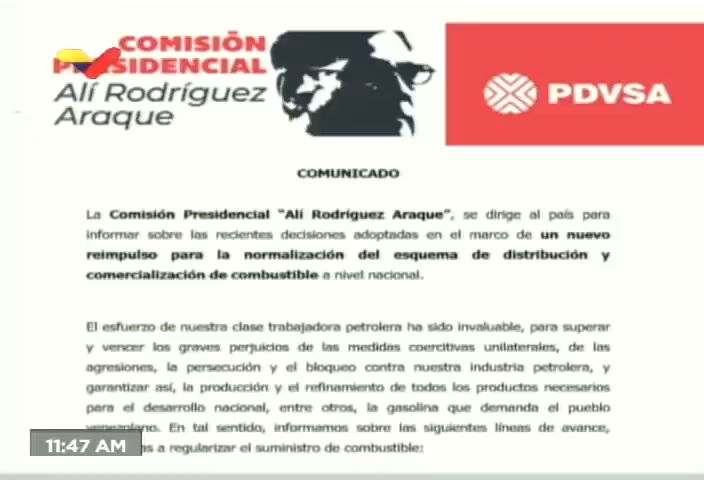 COMISIÓN
PRESIDENCIAL
Alí Rodríguez
Araque
PDVSA
COMUNICADO
La Comisión Presidencial "Alí Rodríguez Araque", se dirige al país para
informar sobre las recientes decisiones adoptadas en el marco de un nuevo
reimpulso para la normalización del esquema de distribución y
comercialización de combustible a nivel nacional.
El esfuerzo de nuestra clase trabajadora petrolera ha sido invaluable, para superar
y vencer los graves perjuicios de las medidas coercitivas unilaterales, de las
agresiones, la persecución y el bloqueo contra nuestra industria petrolera, y
garantizar así, la producción y el refinamiento de todos los productos necesarios
para el desarrollo nacional, entre otros, la gasolina que demanda el pueblo
venezolano. En tal sentido, informamos sobre las siguientes líneas de avance,
a regularizar el suministro de combustible:
11:47 AM